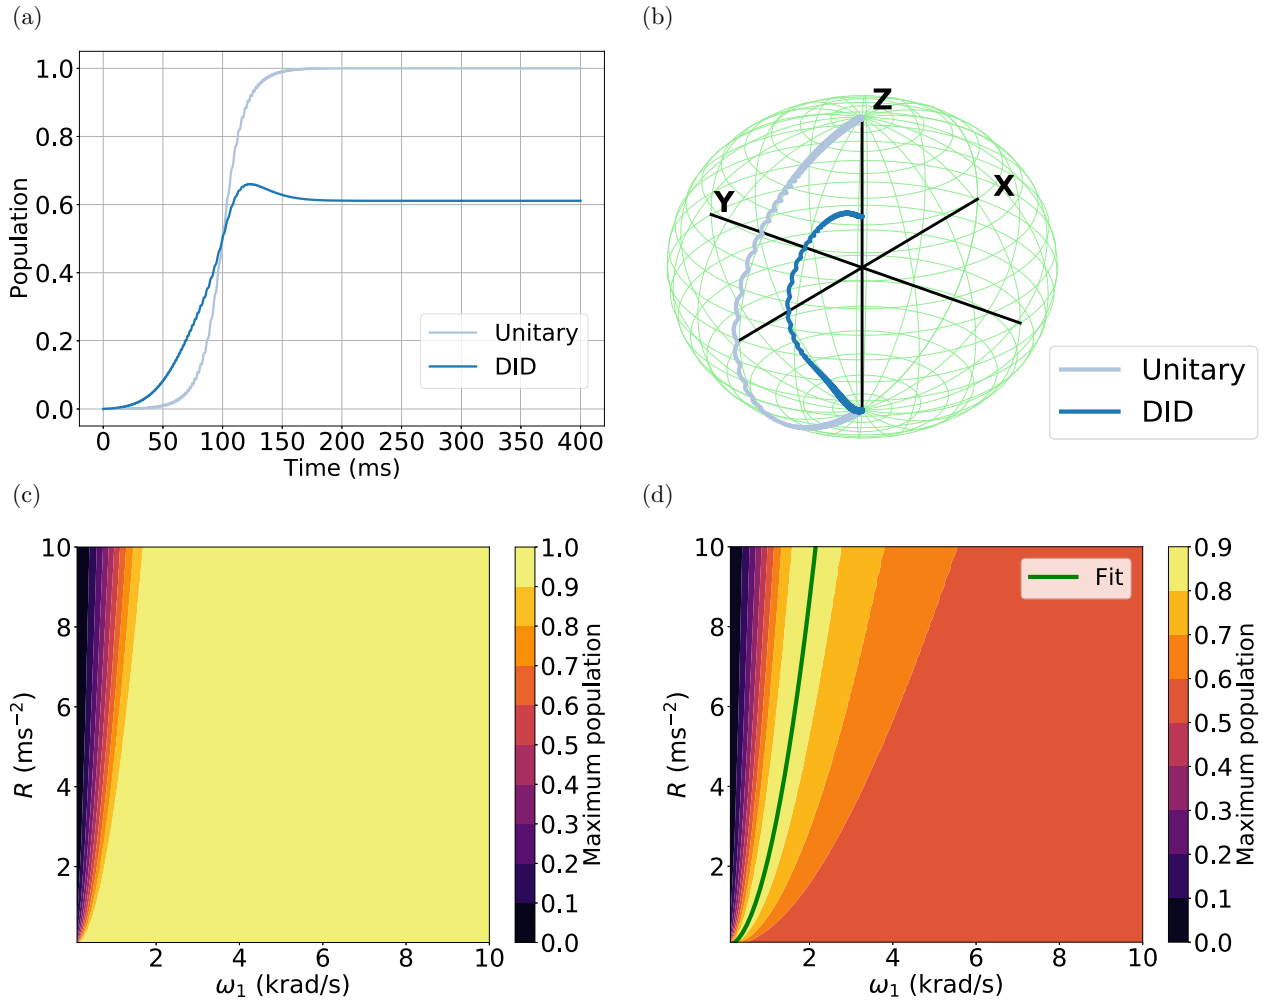 (a)
1.0
0.8
0.6
0.4
0.2
0.0
Population
Unitary
DID
0 50 100 150 200 250 300 350 400
Time (ms)
(b)
Z
X
Y
Unitary
DID
(c)
10
8
6
4
2
R (ms⁻²)
2 4 6 8 10
ω₁ (krad/s)
1.0
0.9
0.8
0.7
0.6
0.5
0.4
0.3
0.2
0.1
0.0
Maximum population
(d)
10
8
6
4
2
R (ms⁻²)
Fit
2 4 6 8 10
ω₁ (krad/s)
0.9
0.8
0.7
0.6
0.5
0.4
0.3
0.2
0.1
0.0
Maximum population